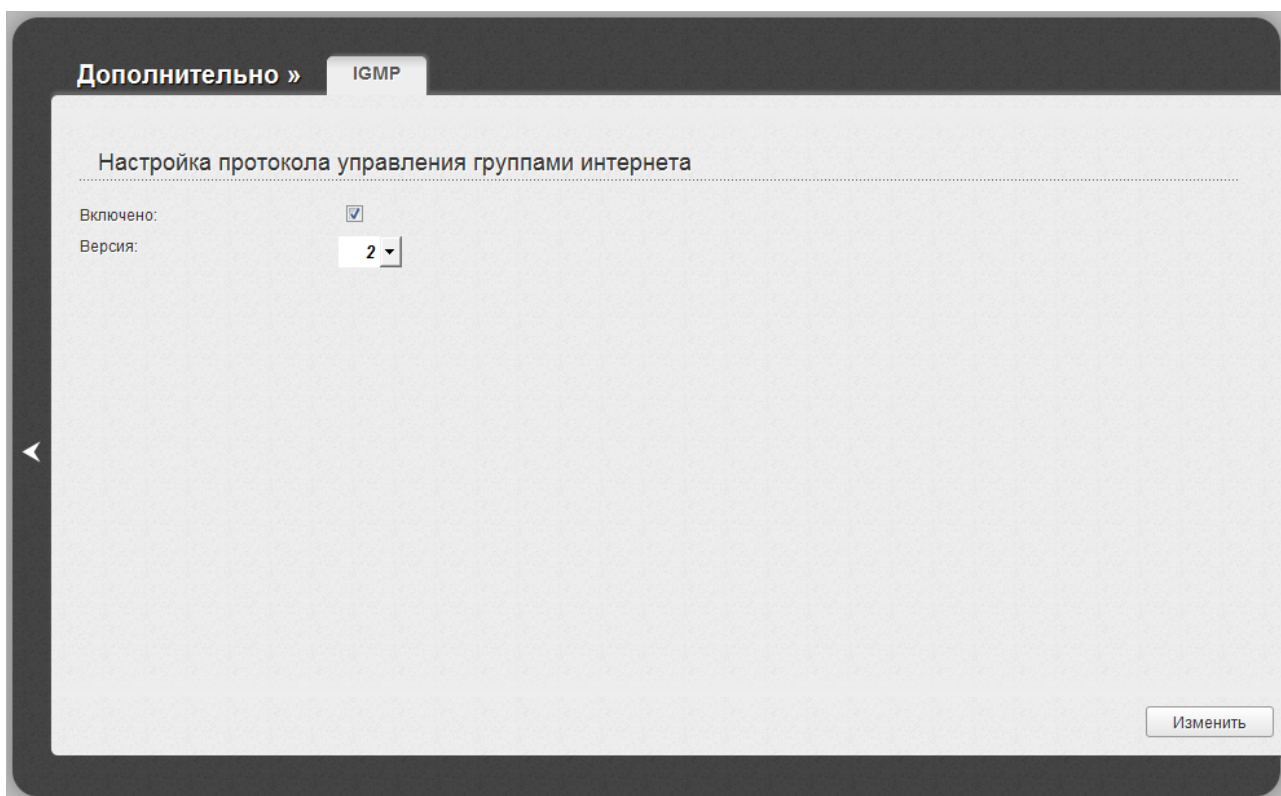 Дополнительно » IGMP
Настройка протокола управления группами интернета
Включено:
Версия: 2
Изменить